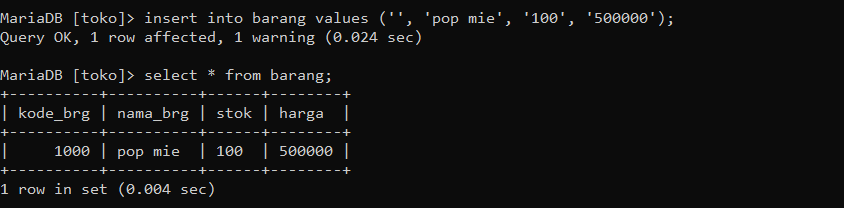 MariaDB [toko]> insert into barang values ('', 'pop mie', '100', '500000');
Query OK, 1 row affected, 1 warning (0.024 sec)
MariaDB [toko]> select * from barang;
+----------+----------+------+--------+
| kode_brg | nama_brg | stok | harga  |
+----------+----------+------+--------+
|     1000 | pop mie  | 100  | 500000 |
+----------+----------+------+--------+
1 row in set (0.004 sec)